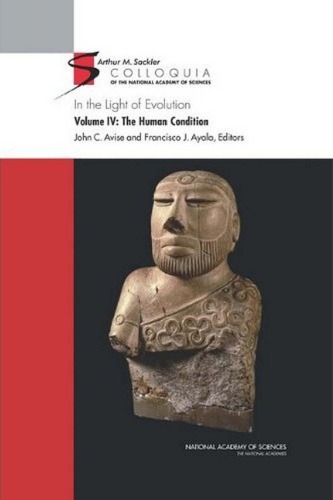 Arthur M. Sackler
COLLOQUIA
OF THE NATIONAL ACADEMY OF SCIENCES
In the Light of Evolution
Volume IV: The Human Condition
John C. Avise and Francisco J. Ayala, Editors
NATIONAL ACADEMY OF SCIENCES
THE NATIONAL ACADEMIES